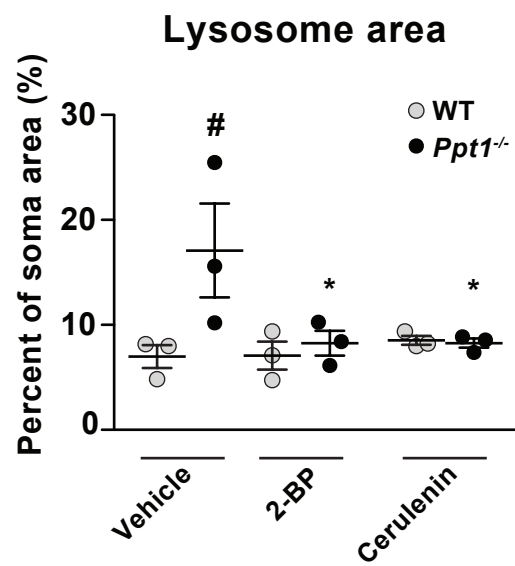 Lysosome area
Percent of soma area (%)
30
20
10
0
WT
Ppt1-/-
#
*
*
Vehicle
2-BP
Cerulenin